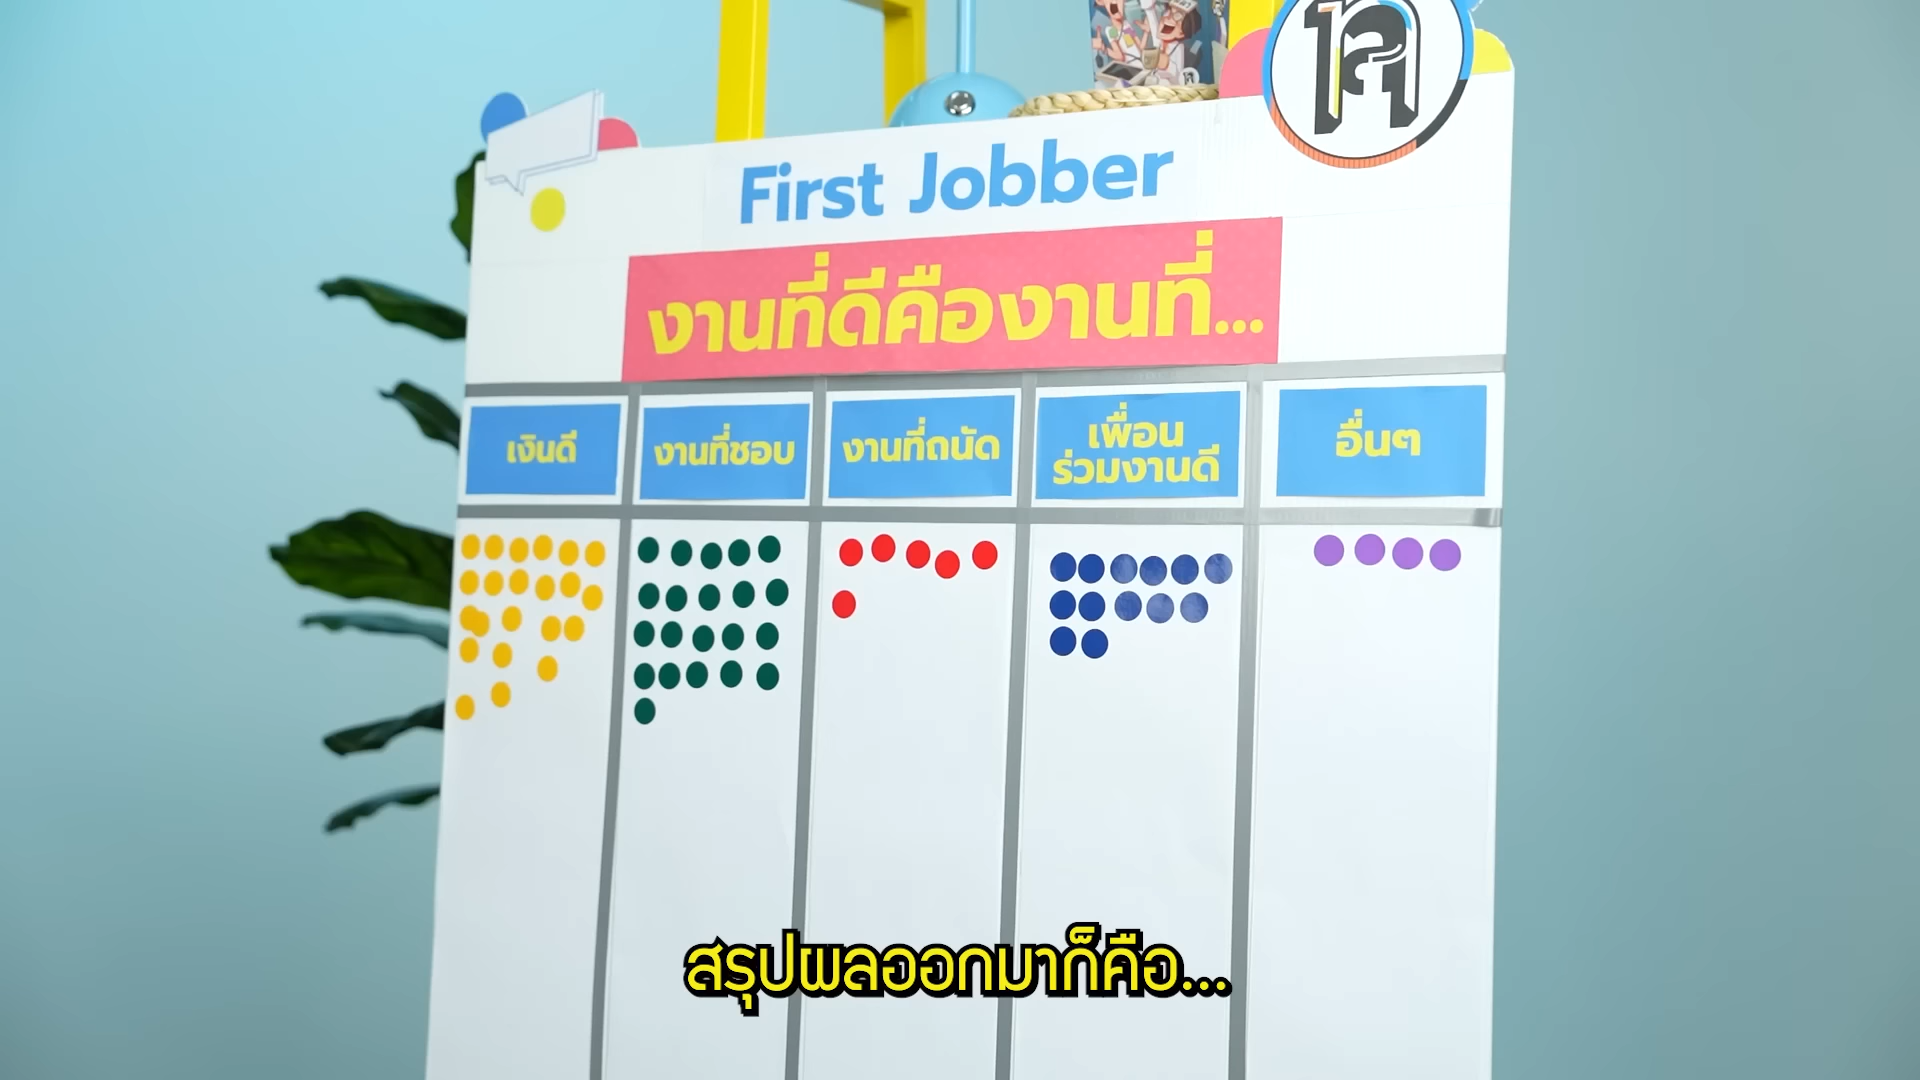 First Jobber
งานที่ดีคืองานที่...
เงินดี
งานที่ชอบ
งานที่ถนัด
เพื่อน
ร่วมงานดี
อื่นๆ
สรุปผลออกมาก็คือ...